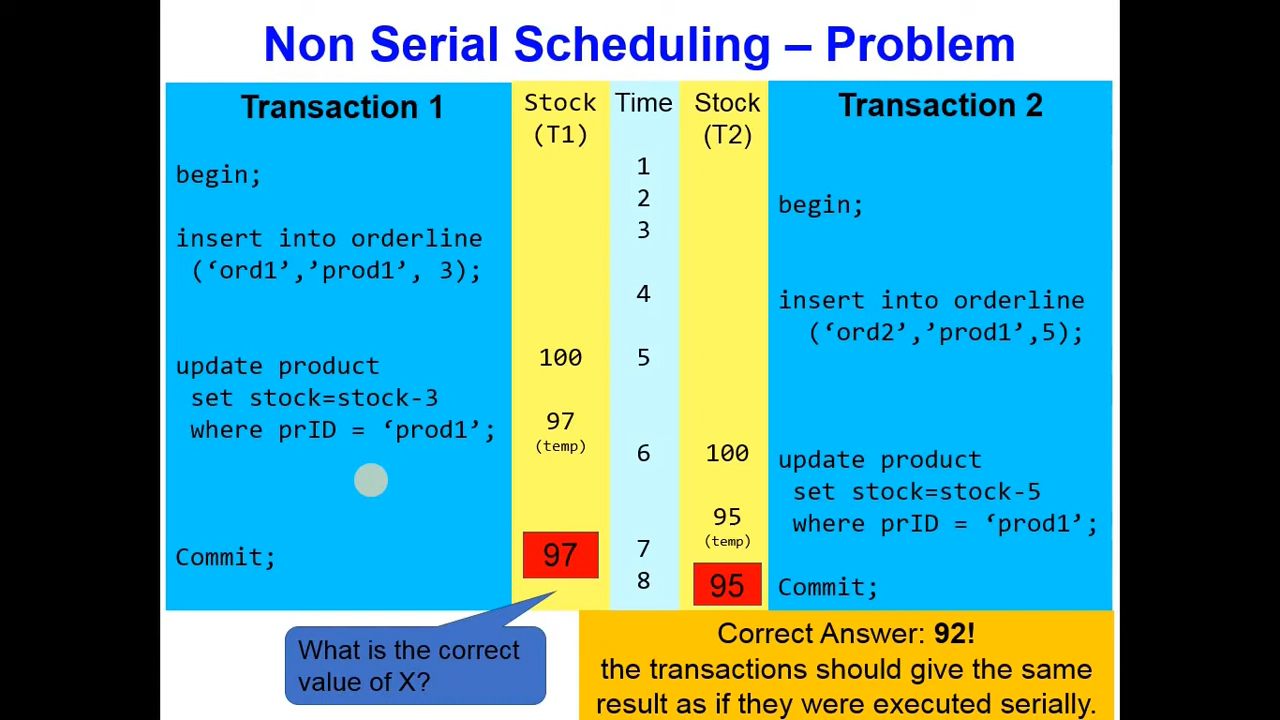 Non Serial Scheduling – Problem
Transaction 1
begin;
insert into orderline
(‘ord1’,’prod1’, 3);
update product
set stock=stock-3
where prID = ‘prod1’;
Commit;
Stock
(T1)
100
97
(temp)
97
Time
1
2
3
4
5
6
7
8
Stock
(T2)
100
95
(temp)
95
Transaction 2
begin;
insert into orderline
(‘ord2’,’prod1’,5);
update product
set stock=stock-5
where prID = ‘prod1’;
Commit;
What is the correct
value of X?
Correct Answer: 92!
the transactions should give the same
result as if they were executed serially.